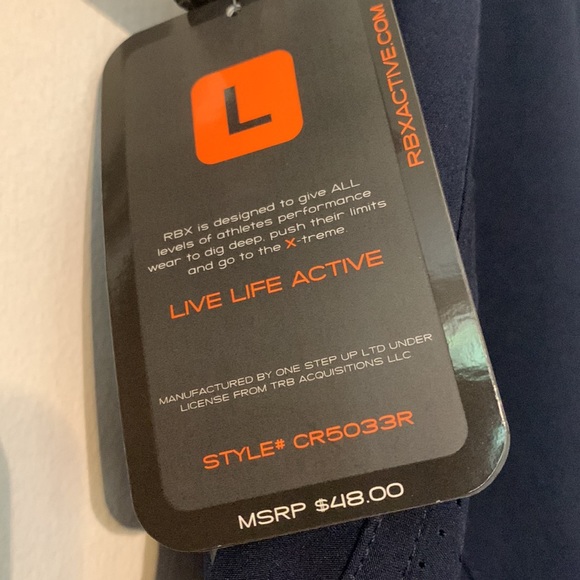 L
RBXACTIVE.COM
RBX is designed to give ALL
levels of athletes performance
wear to dig deep, push their limits
and go to the X-treme.
LIVE LIFE ACTIVE
MANUFACTURED BY ONE STEP UP LTD UNDER
LICENSE FROM TRB ACQUISITIONS LLC
STYLE# CR5033R
MSRP $48.00